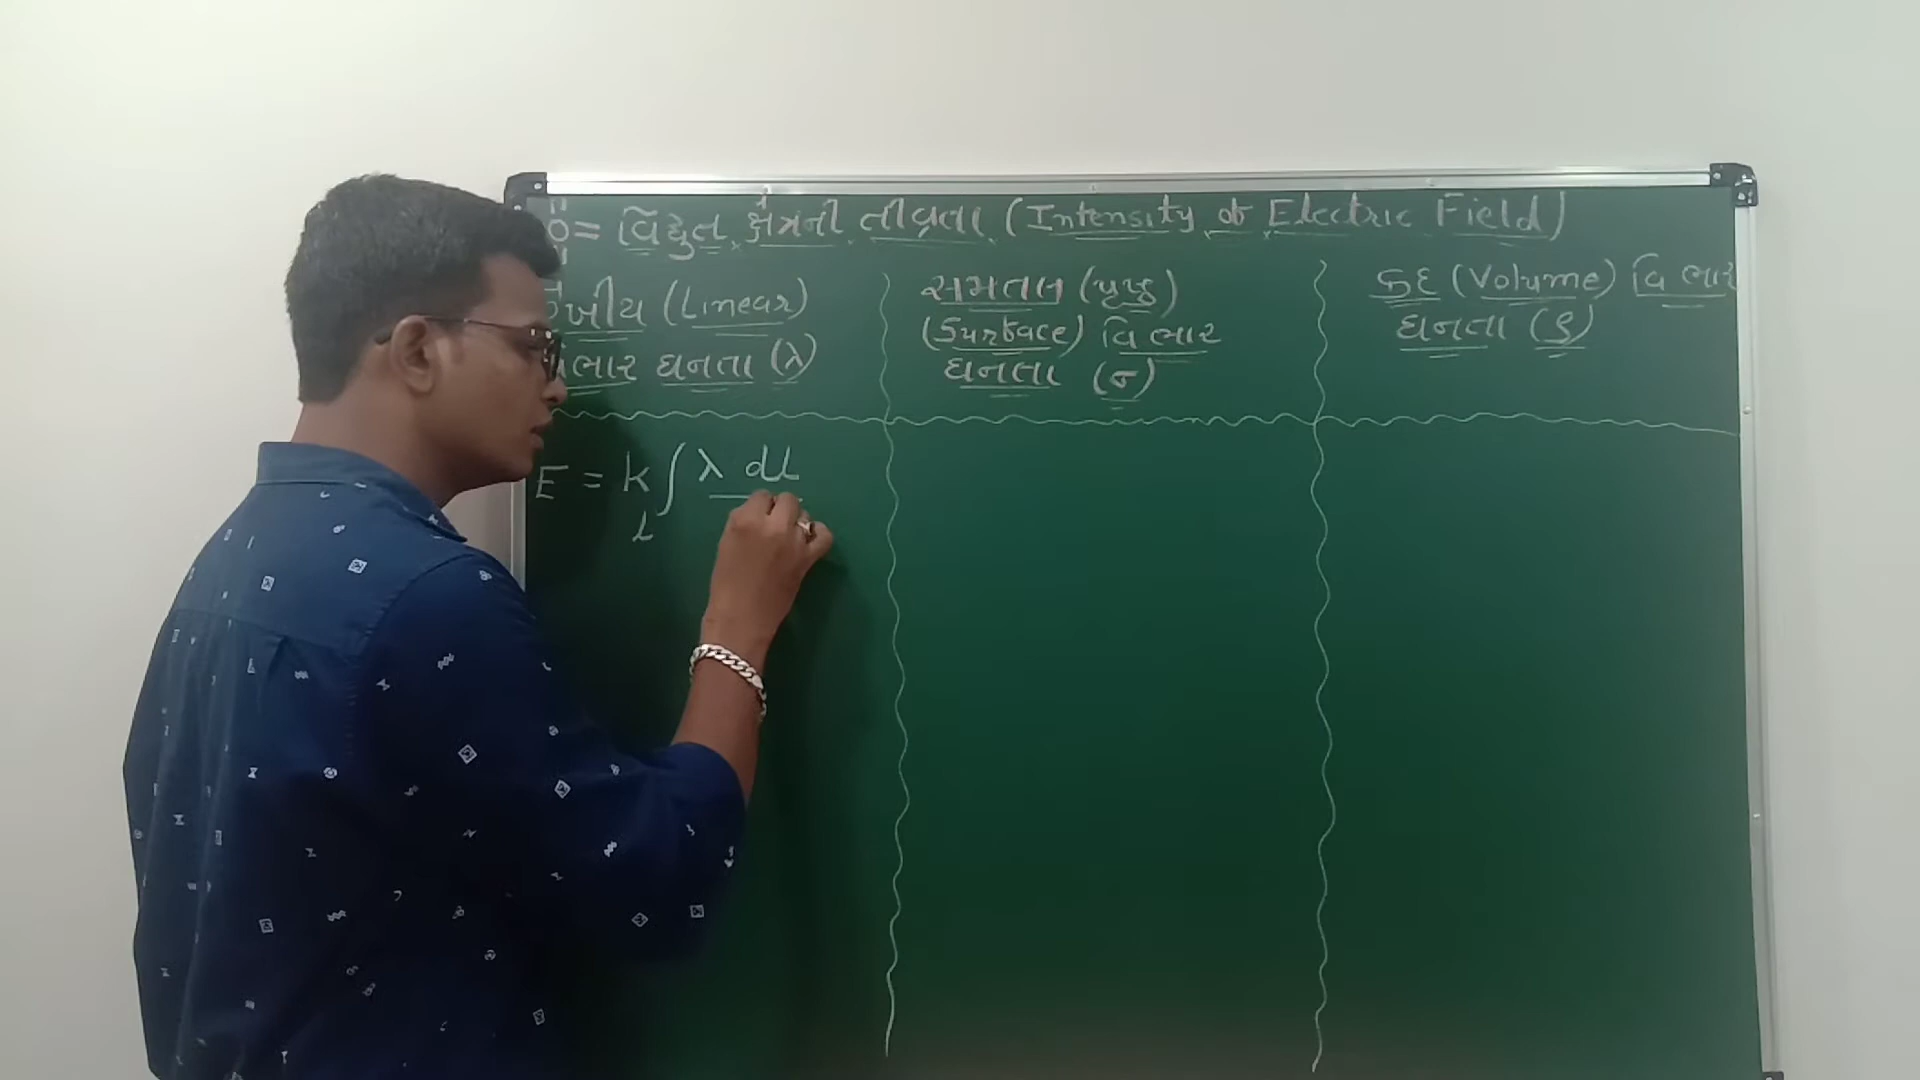 વિદ્યુત ક્ષેત્રની તીવ્રતા (Intensity of Electric Field)
(Linear)
ઘનતા (λ)
સમતલ (પૃષ્ઠ)
(Surface) વિ ભાર
ઘનતા (σ)
કદ (Volume) વિ ભાર
ઘનતા (ρ)
E = k ∫ λ dl
L